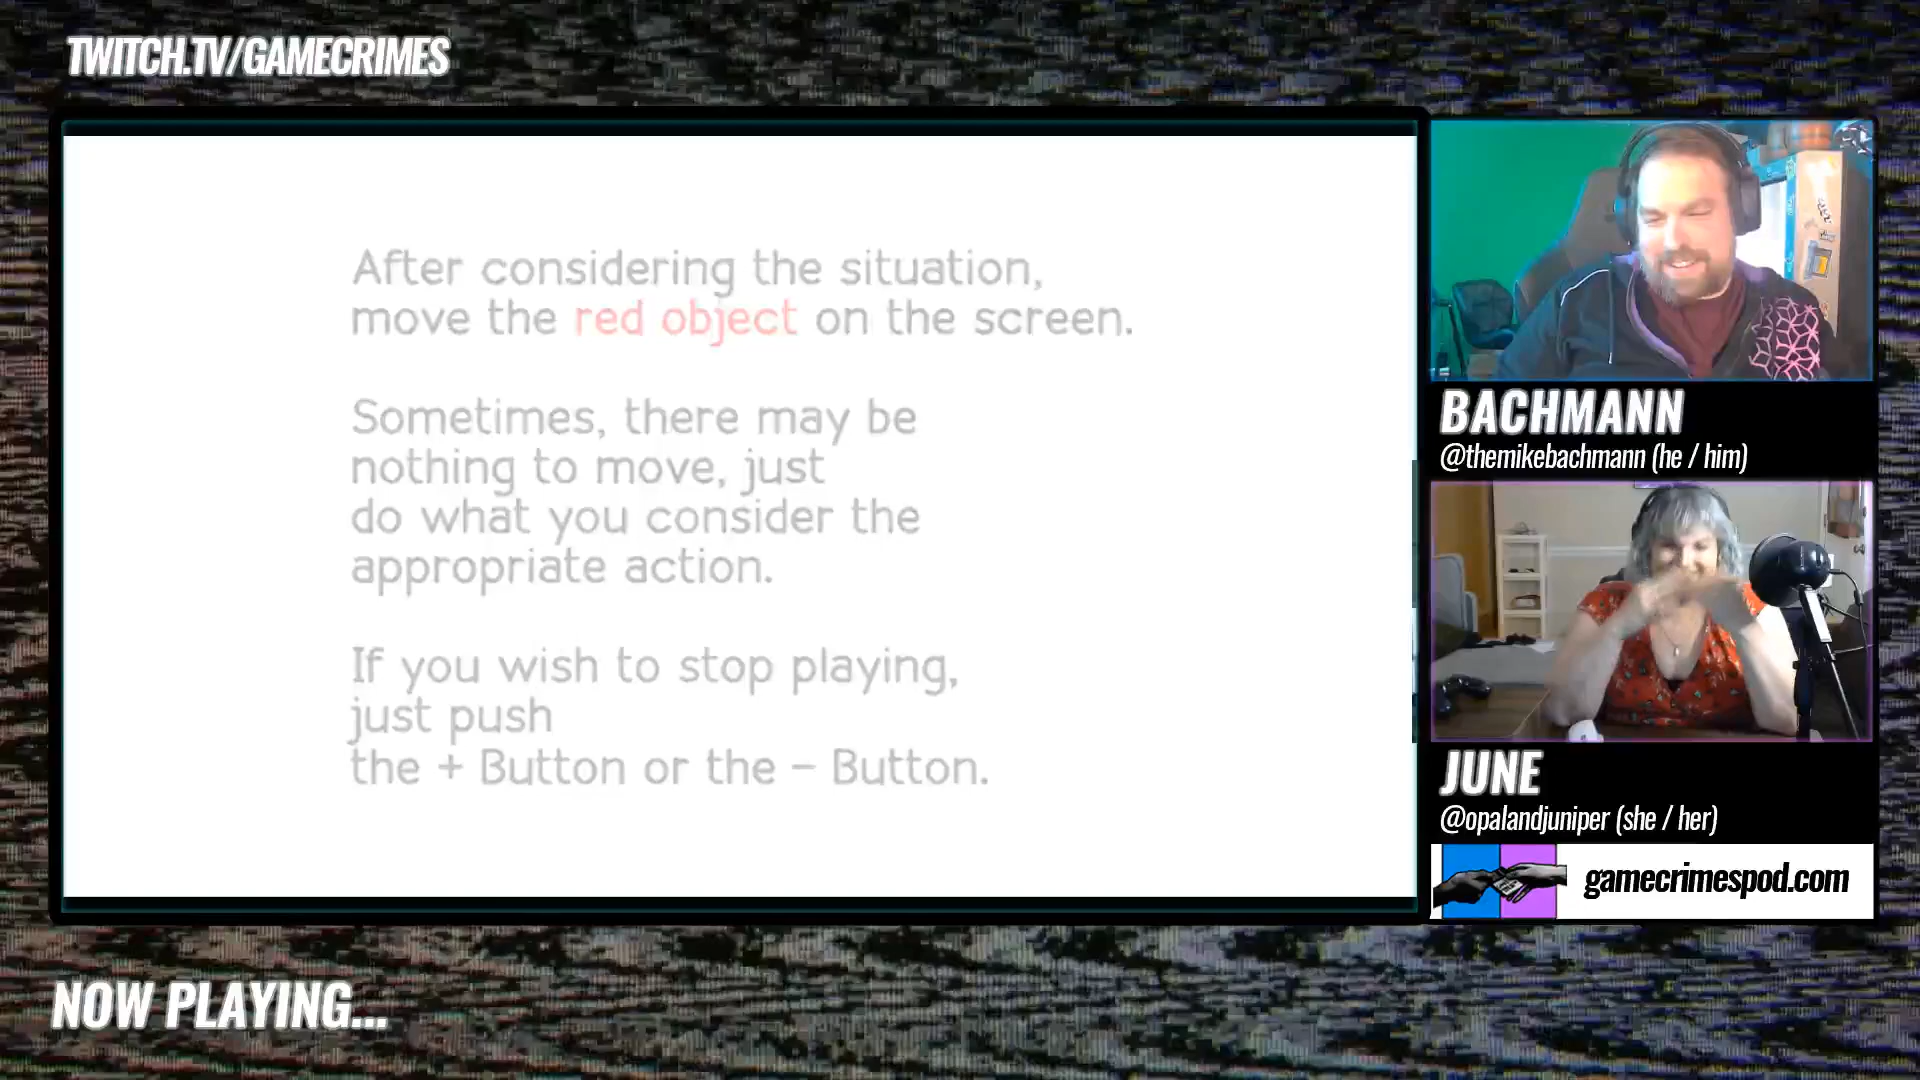 TWITCH.TV/GAMECRIMES
After considering the situation,
move the red object on the screen.
Sometimes, there may be
nothing to move, just
do what you consider the
appropriate action.
If you wish to stop playing,
just push
the + Button or the - Button.
BACHMANN
@themikebachmann (he / him)
JUNE
@opalandjuniper (she / her)
gamecrimespod.com
NOW PLAYING...